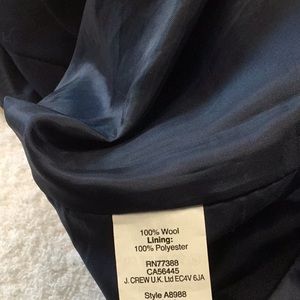 100% Wool
Lining:
100% Polyester
RN77388
CA56445
J. CREW U.K. Ltd EC4V 6JA
Style A8988